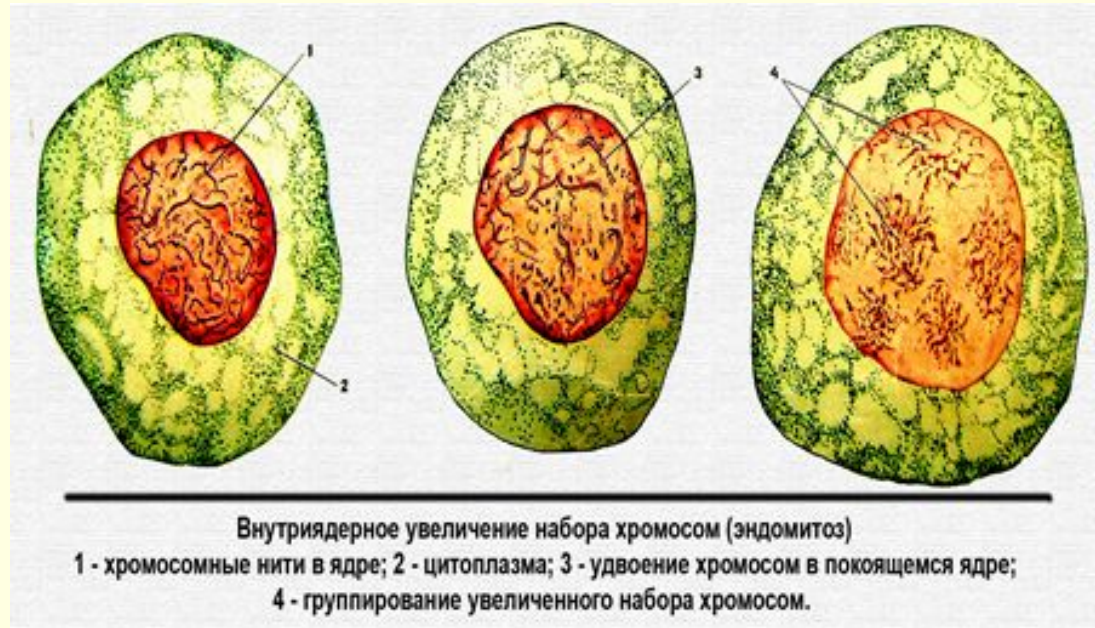 1
3
4
2
Внутриядерное увеличение набора хромосом (эндомитоз)
1 - хромосомные нити в ядре; 2 - цитоплазма; 3 - удвоение хромосом в покоящемся ядре;
4 - группирование увеличенного набора хромосом.